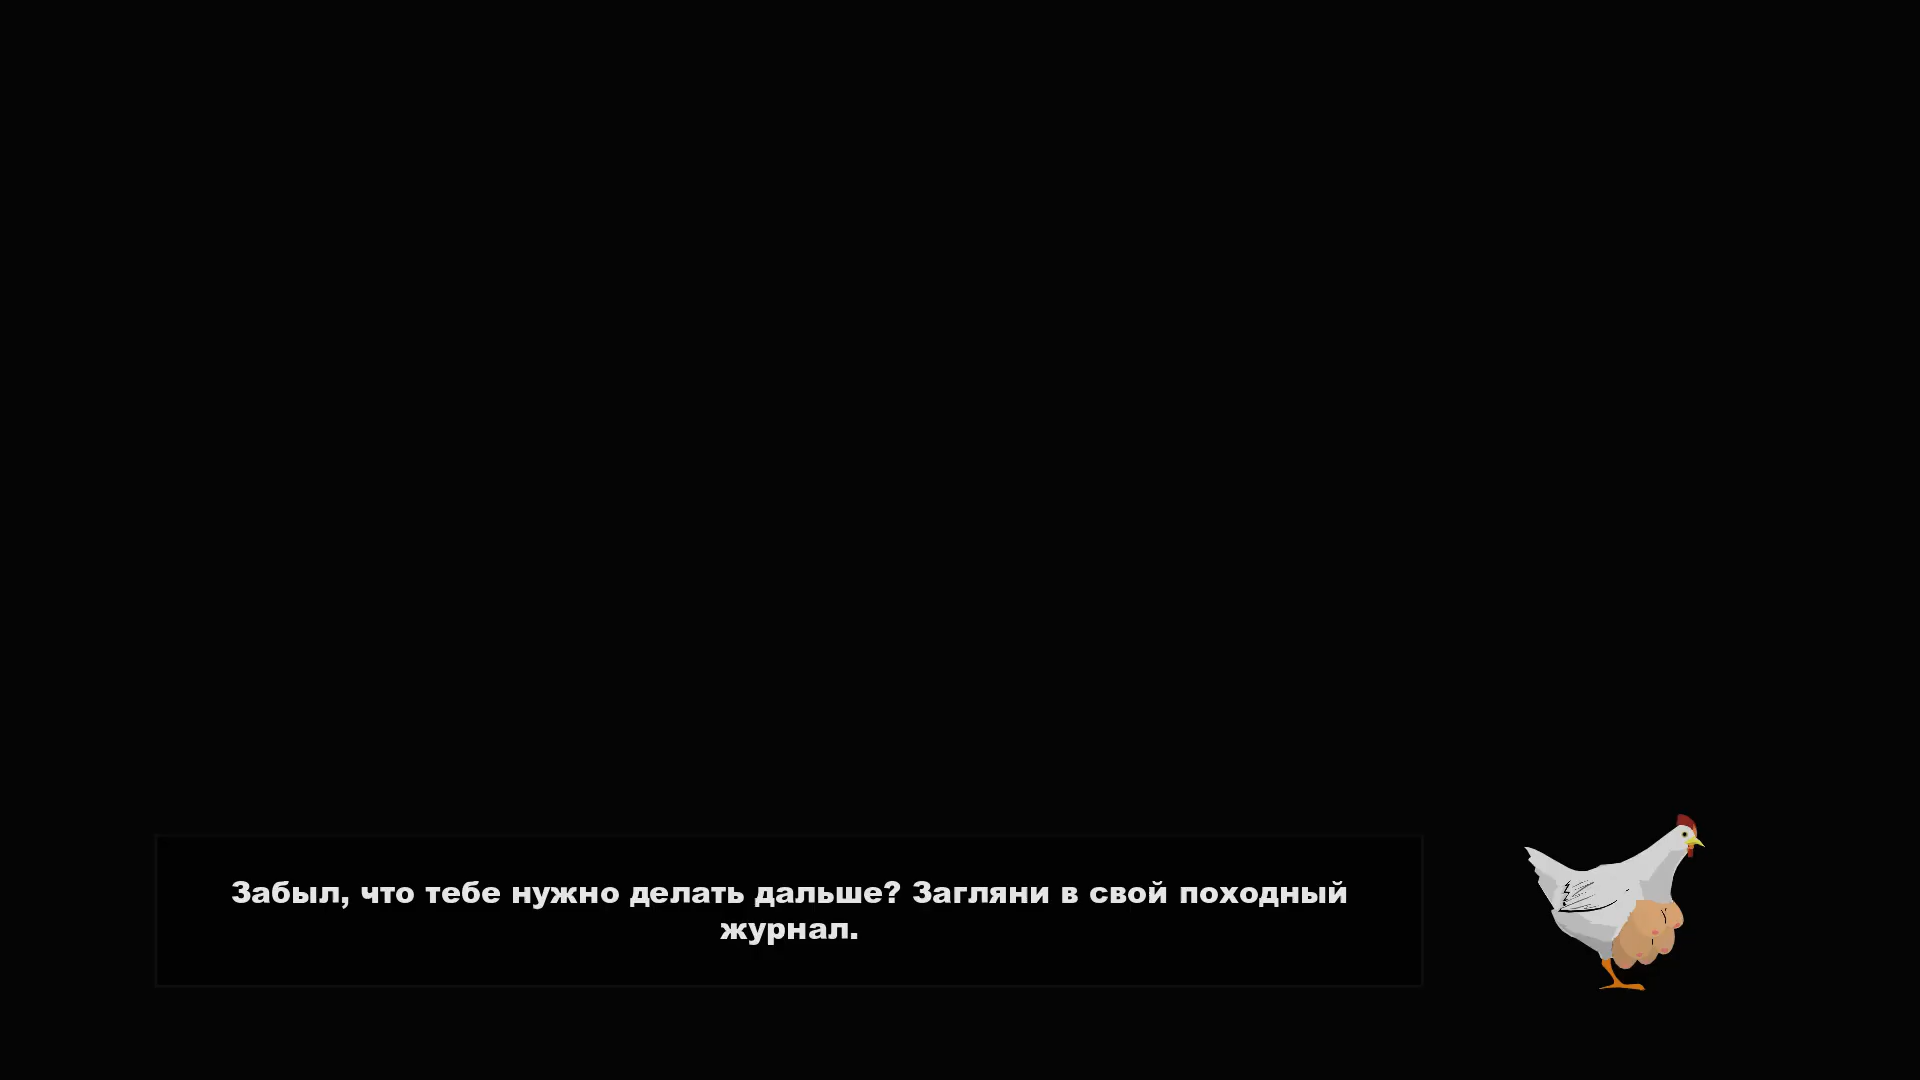 Забыл, что тебе нужно делать дальше? Загляни в свой походный
журнал.